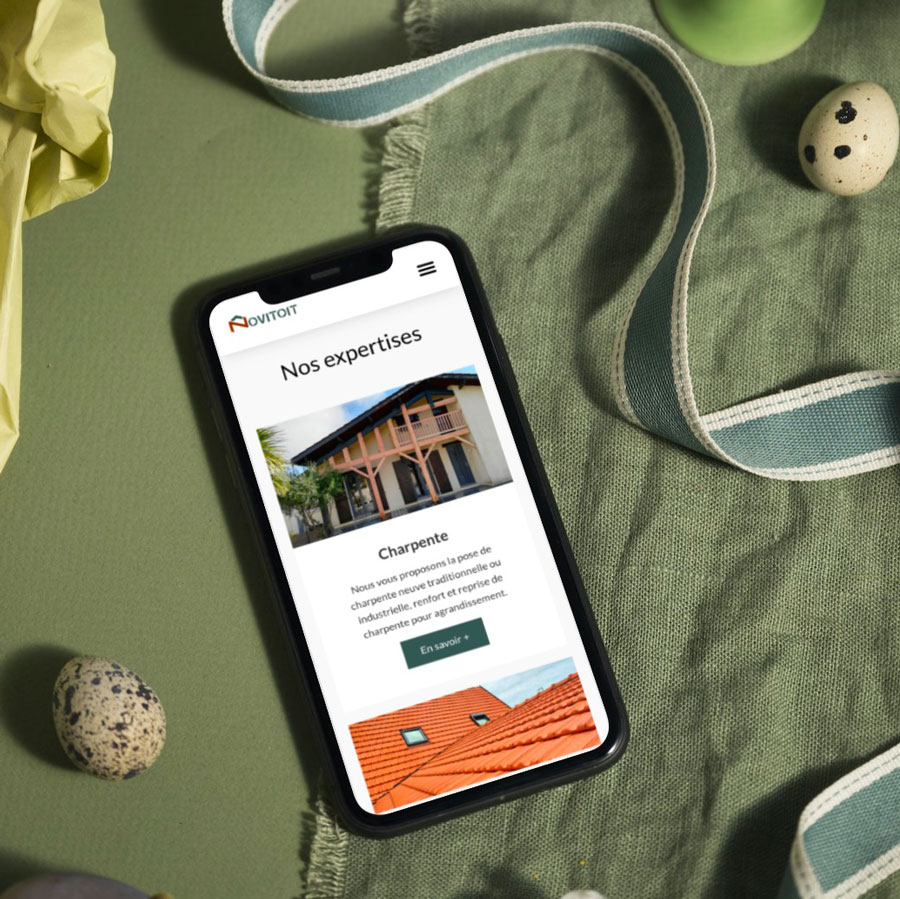 NOVITOIT
Nos expertises
Charpente
Nous vous proposons la pose de
charpente neuve traditionnelle ou
industrielle, renfort et reprise de
charpente pour agrandissement.
En savoir +